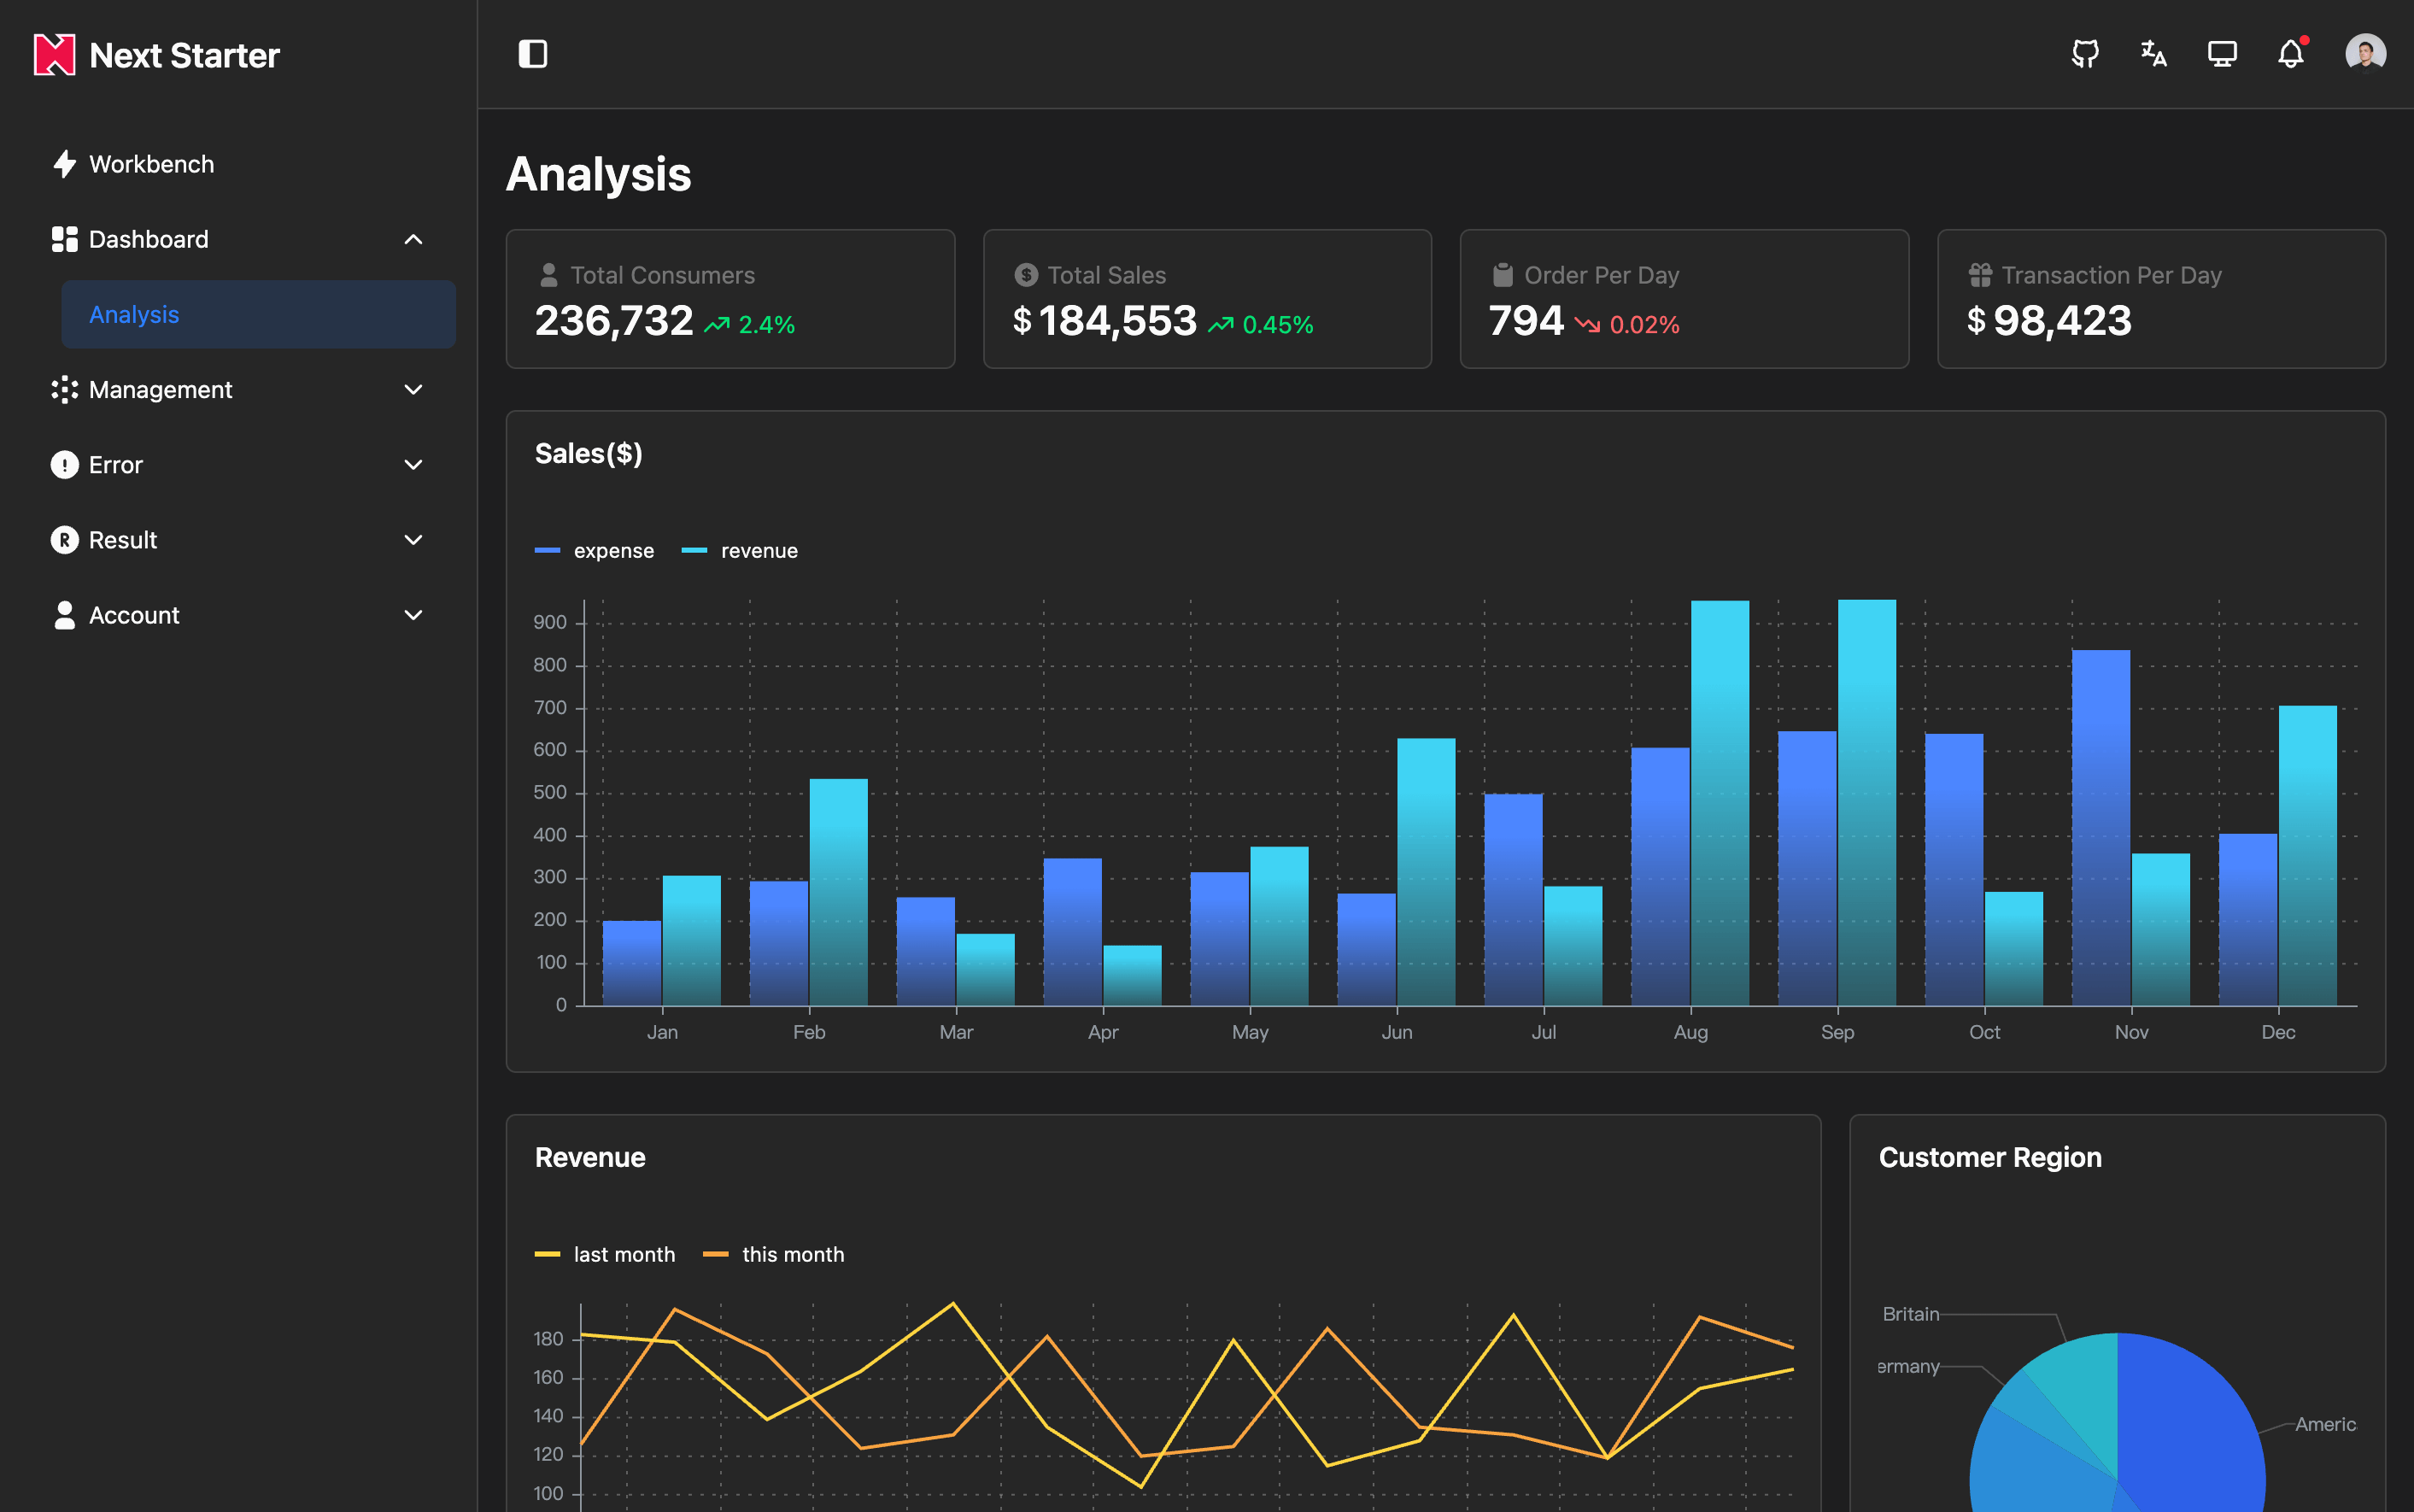 Next Starter
Workbench
Dashboard
Analysis
Management
Error
Result
Account
Analysis
Total Consumers
236,732 2.4%
Total Sales
$ 184,553 0.45%
Order Per Day
794 0.02%
Transaction Per Day
$ 98,423
Sales($)
expense revenue
900
800
700
600
500
400
300
200
100
0
Jan Feb Mar Apr May Jun Jul Aug Sep Oct Nov Dec
Revenue
last month this month
180
160
140
120
100
Customer Region
Britain
ermany
Americ